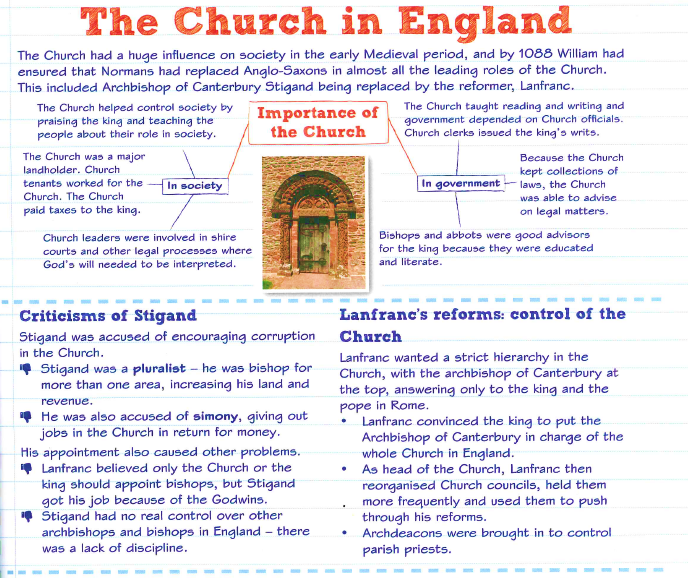 The Church in England
The Church had a huge influence on society in the early Medieval period, and by 1088 William had
ensured that Normans had replaced Anglo-Saxons in almost all the leading roles of the Church.
This included Archbishop of Canterbury Stigand being replaced by the reformer, Lanfranc.
Importance of
the Church
The Church helped control society by
praising the king and teaching the
people about their role in society.
The Church was a major
landholder. Church
tenants worked for the
Church. The Church
paid taxes to the king.
In society
Church leaders were involved in shire
courts and other legal processes where
God's will needed to be interpreted.
The Church taught reading and writing and
government depended on Church officials.
Church clerks issued the king's writs.
In government
Because the Church
kept collections of
laws, the Church
was able to advise
on legal matters.
Bishops and abbots were good advisors
for the king because they were educated
and literate.
Criticisms of Stigand
Stigand was accused of encouraging corruption
in the Church.
Stigand was a pluralist – he was bishop for
more than one area, increasing his land and
revenue.
He was also accused of simony, giving out
jobs in the Church in return for money.
His appointment also caused other problems.
Lanfranc believed only the Church or the
king should appoint bishops, but Stigand
got his job because of the Godwins.
Stigand had no real control over other
archbishops and bishops in England – there
was a lack of discipline.
Lanfranc's reforms: control of the
Church
Lanfranc wanted a strict hierarchy in the
Church, with the archbishop of Canterbury at
the top, answering only to the king and the
pope in Rome.
• Lanfranc convinced the king to put the
Archbishop of Canterbury in charge of the
whole Church in England.
• As head of the Church, Lanfranc then
reorganised Church councils, held them
more frequently and used them to push
through his reforms.
• Archdeacons were brought in to control
parish priests.